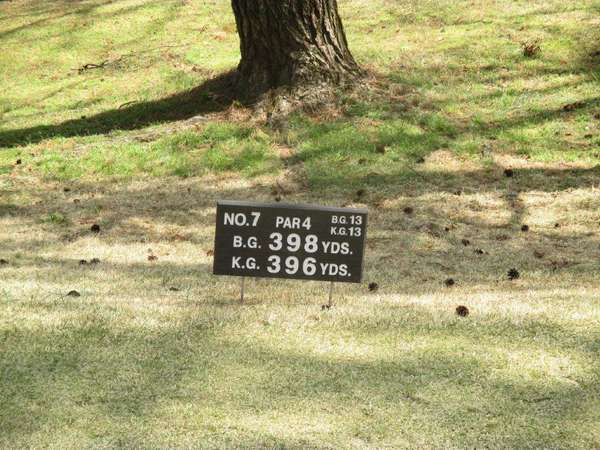 NO.7 PAR4 B.G.13
K.G.13
B.G. 398 YDS.
K.G. 396 YDS.